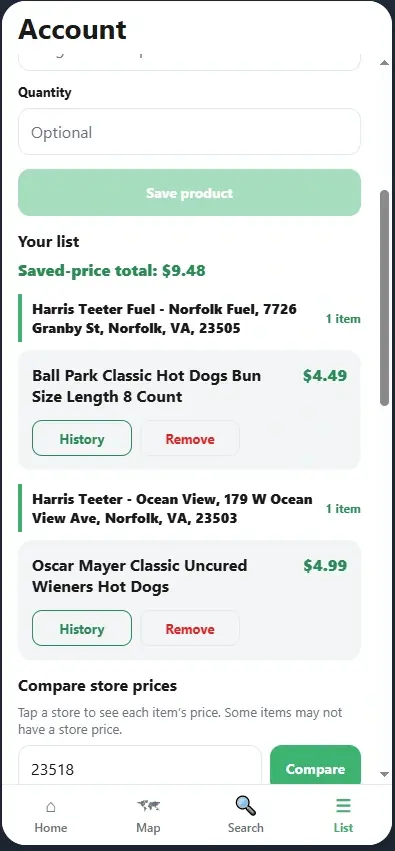 Account
Quantity
Optional
Save product
Your list
Saved-price total: $9.48
Harris Teeter Fuel - Norfolk Fuel, 7726
Granby St, Norfolk, VA, 23505
1 item
Ball Park Classic Hot Dogs Bun
Size Length 8 Count
$4.49
History
Remove
Harris Teeter - Ocean View, 179 W Ocean
View Ave, Norfolk, VA, 23503
1 item
Oscar Mayer Classic Uncured
Wieners Hot Dogs
$4.99
History
Remove
Compare store prices
Tap a store to see each item's price. Some items may not
have a store price.
23518
Compare
Home
Map
Search
List